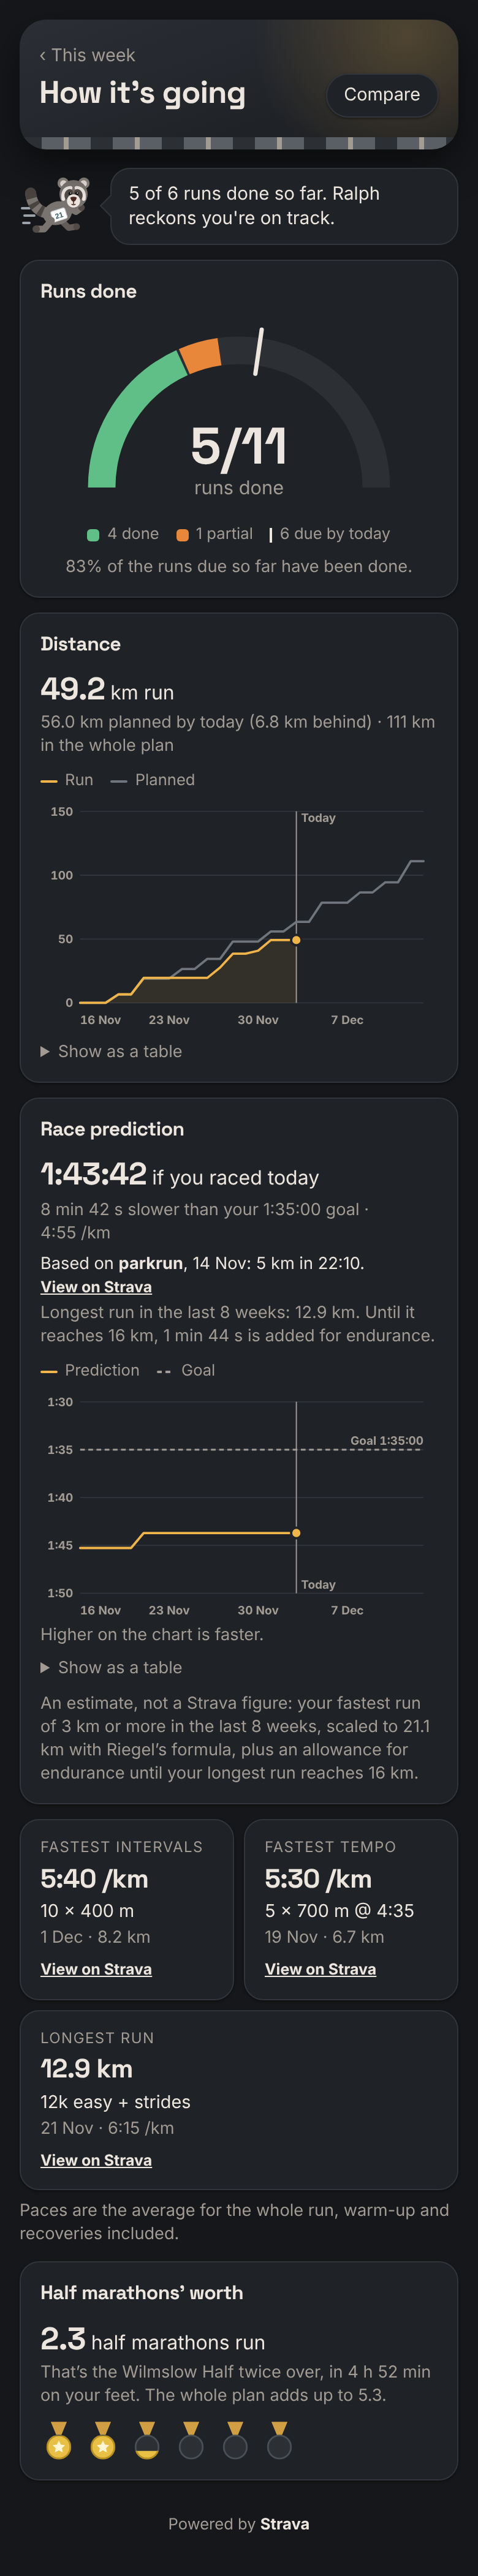 ‹ This week
How it's going
Compare
21
5 of 6 runs done so far. Ralph
reckons you're on track.
Runs done
5/11
runs done
4 done
1 partial
6 due by today
83% of the runs due so far have been done.
Distance
49.2 km run
56.0 km planned by today (6.8 km behind) · 111 km
in the whole plan
Run
Planned
150
Today
100
50
0
16 Nov
23 Nov
30 Nov
7 Dec
▶ Show as a table
Race prediction
1:43:42 if you raced today
8 min 42 s slower than your 1:35:00 goal ·
4:55 /km
Based on parkrun, 14 Nov: 5 km in 22:10.
View on Strava
Longest run in the last 8 weeks: 12.9 km. Until it
reaches 16 km, 1 min 44 s is added for endurance.
Prediction
Goal
1:30
Goal 1:35:00
1:35
1:40
1:45
Today
1:50
16 Nov
23 Nov
30 Nov
7 Dec
Higher on the chart is faster.
▶ Show as a table
An estimate, not a Strava figure: your fastest run
of 3 km or more in the last 8 weeks, scaled to 21.1
km with Riegel's formula, plus an allowance for
endurance until your longest run reaches 16 km.
FASTEST INTERVALS
5:40 /km
10 × 400 m
1 Dec · 8.2 km
View on Strava
FASTEST TEMPO
5:30 /km
5 × 700 m @ 4:35
19 Nov · 6.7 km
View on Strava
LONGEST RUN
12.9 km
12k easy + strides
21 Nov · 6:15 /km
View on Strava
Paces are the average for the whole run, warm-up and
recoveries included.
Half marathons' worth
2.3 half marathons run
That's the Wilmslow Half twice over, in 4 h 52 min
on your feet. The whole plan adds up to 5.3.
Powered by Strava